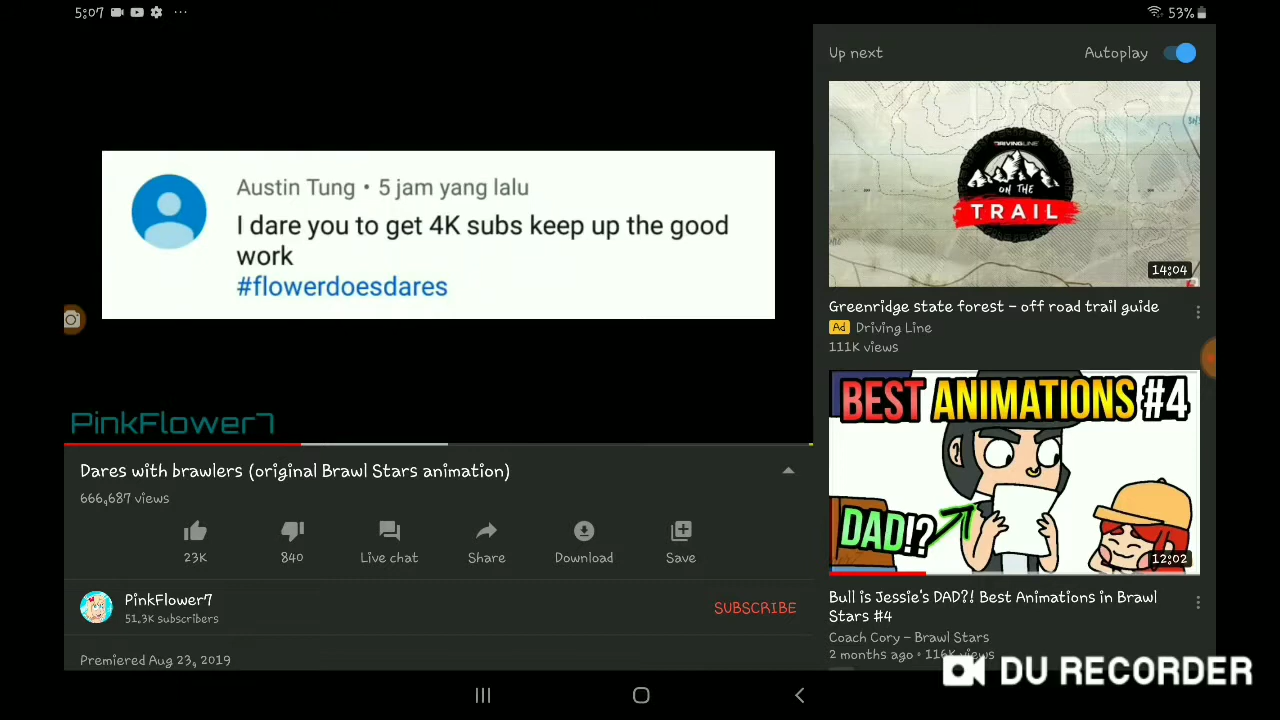 5:07
53%
Austin Tung • 5 jam yang lalu
I dare you to get 4K subs keep up the good
work
#flowerdoesdares
PinkFlower7
Dares with brawlers (original Brawl Stars animation)
666,687 views
23K
840
Live chat
Share
Download
Save
PinkFlower7
51.3K subscribers
SUBSCRIBE
Premiered Aug 23, 2019
Up next
Autoplay
DRIVINGLINE
ON THE
TRAIL
14:04
Greenridge state forest – off road trail guide
Ad Driving Line
111K views
BEST ANIMATIONS #4
DAD!?
12:02
Bull is Jessie's DAD?! Best Animations in Brawl
Stars #4
Coach Cory – Brawl Stars
2 months ago • 116K views
DU RECORDER